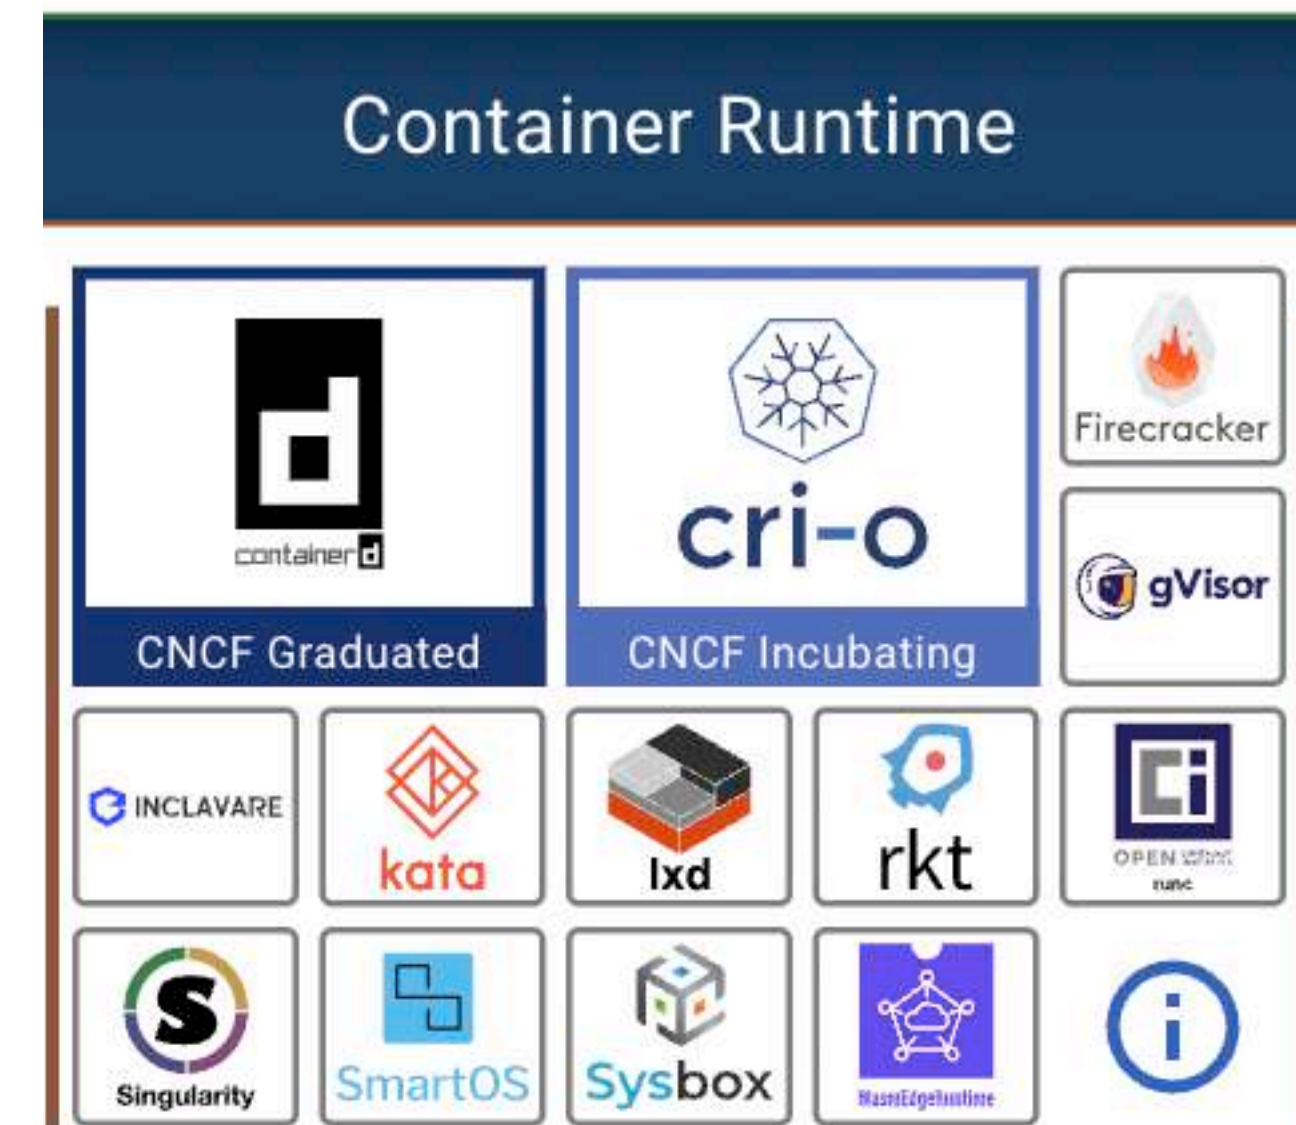 Container Runtime
containerd
cri-o
CNCF Graduated
CNCF Incubating
Firecracker
gVisor
INCLAVARE
kata
lxd
rkt
OPEN
runc
Singularity
SmartOS
Sysbox
WasmEdgeRuntime